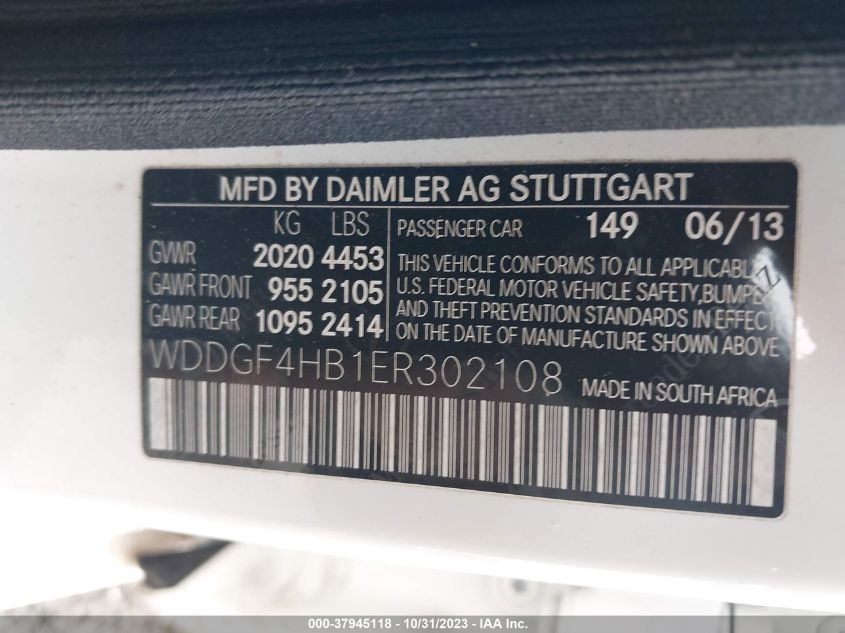 MFD BY DAIMLER AG STUTTGART
KG LBS
GVWR 2020 4453
GAWR FRONT 955 2105
GAWR REAR 1095 2414
PASSENGER CAR 149 06/13
THIS VEHICLE CONFORMS TO ALL APPLICABLE
U.S. FEDERAL MOTOR VEHICLE SAFETY, BUMPER
AND THEFT PREVENTION STANDARDS IN EFFECT
ON THE DATE OF MANUFACTURE SHOWN ABOVE
WDDGF4HB1ER302108
MADE IN SOUTH AFRICA
000-37945118 - 10/31/2023 - IAA Inc.